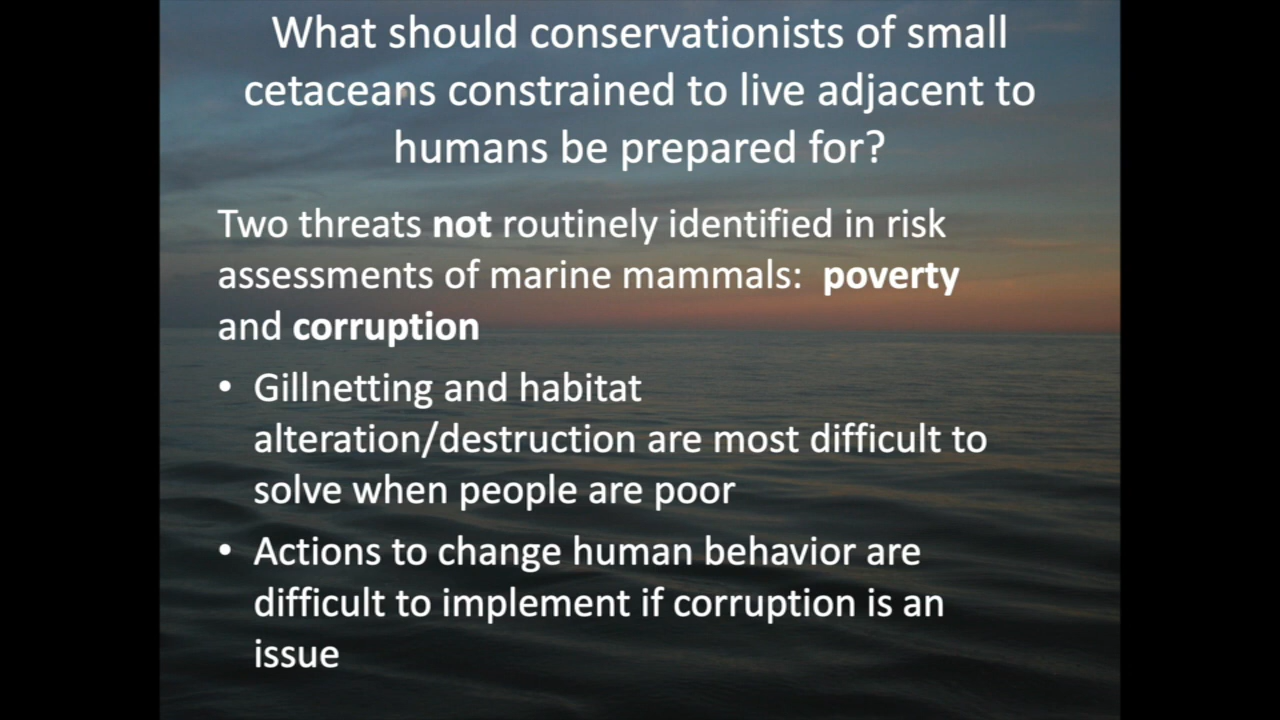 What should conservationists of small
cetaceans constrained to live adjacent to
humans be prepared for?
Two threats not routinely identified in risk
assessments of marine mammals: poverty
and corruption
• Gillnetting and habitat
alteration/destruction are most difficult to
solve when people are poor
• Actions to change human behavior are
difficult to implement if corruption is an
issue